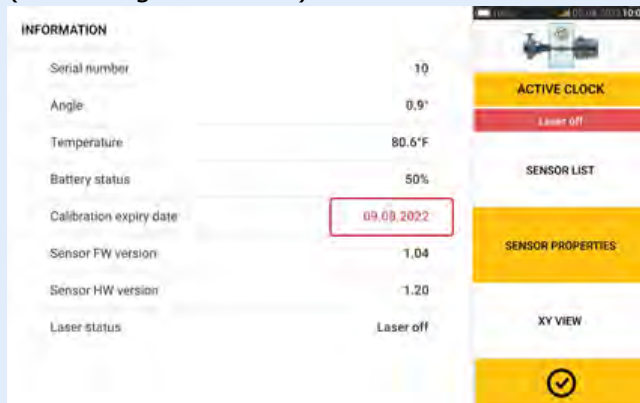 INFORMATION
Serial number 10
Angle 0.9°
Temperature 80.6°F
Battery status 50%
Calibration expiry date 09.08.2022
Sensor FW version 1.04
Sensor HW version 1.20
Laser status Laser off
10:0
ACTIVE CLOCK
Laser off
SENSOR LIST
SENSOR PROPERTIES
XY VIEW